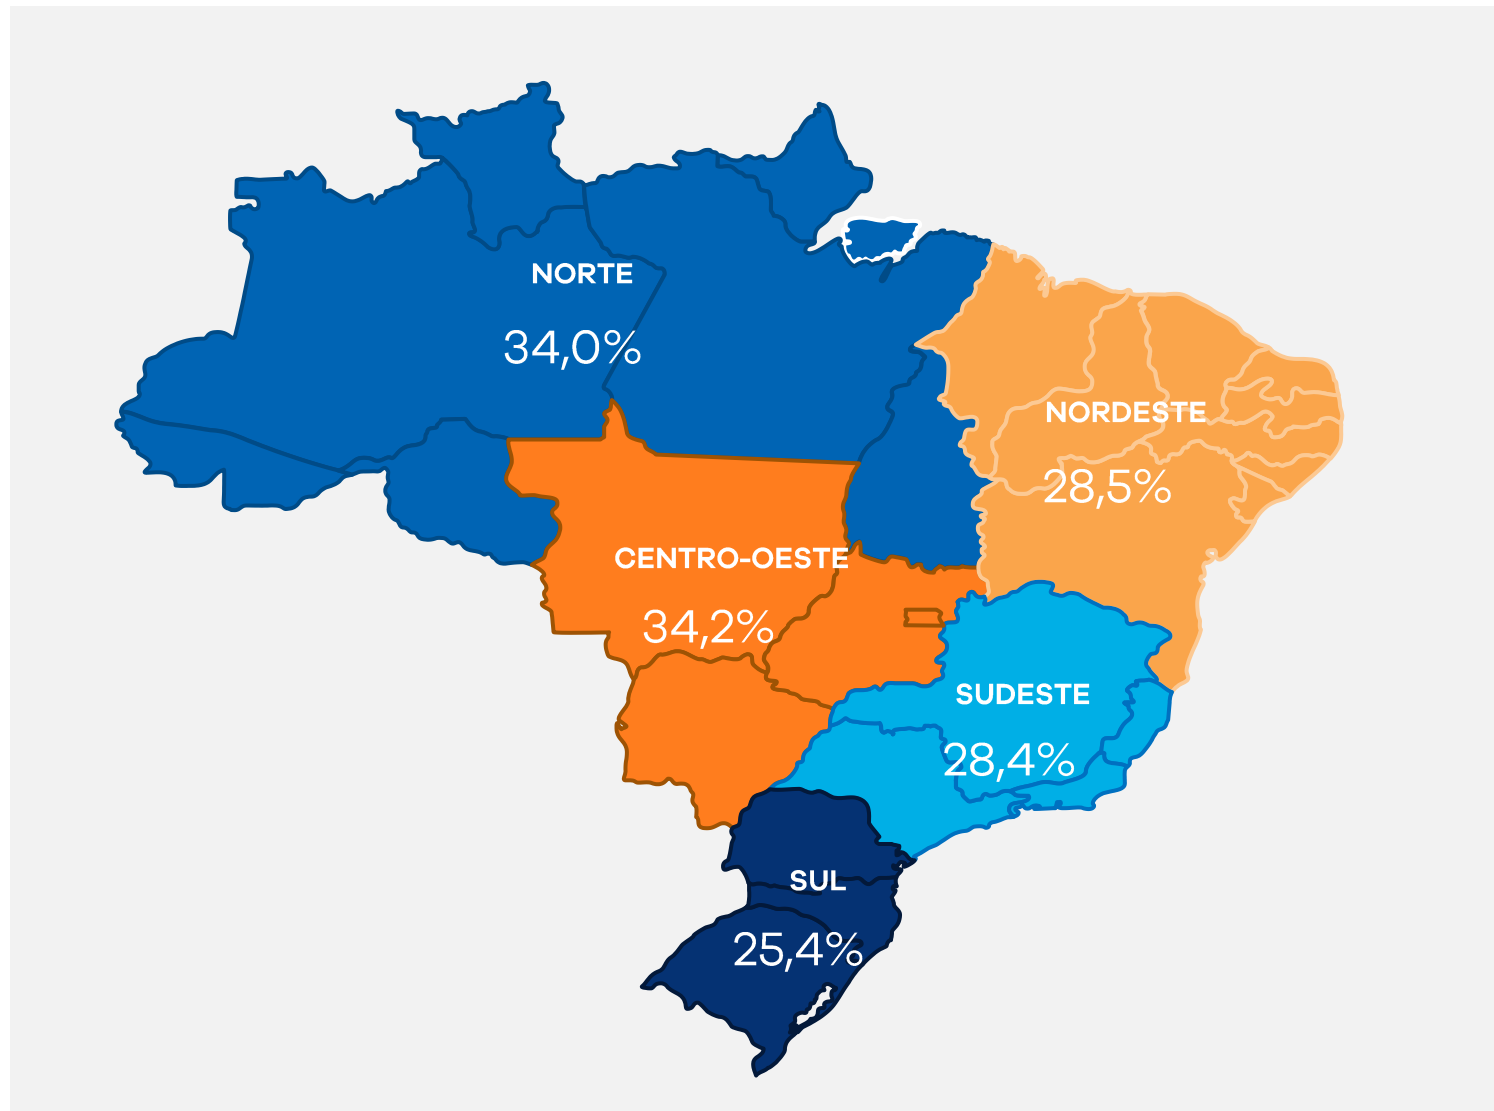 NORTE
34,0%
NORDESTE
28,5%
CENTRO-OESTE
34,2%
SUDESTE
28,4%
SUL
25,4%